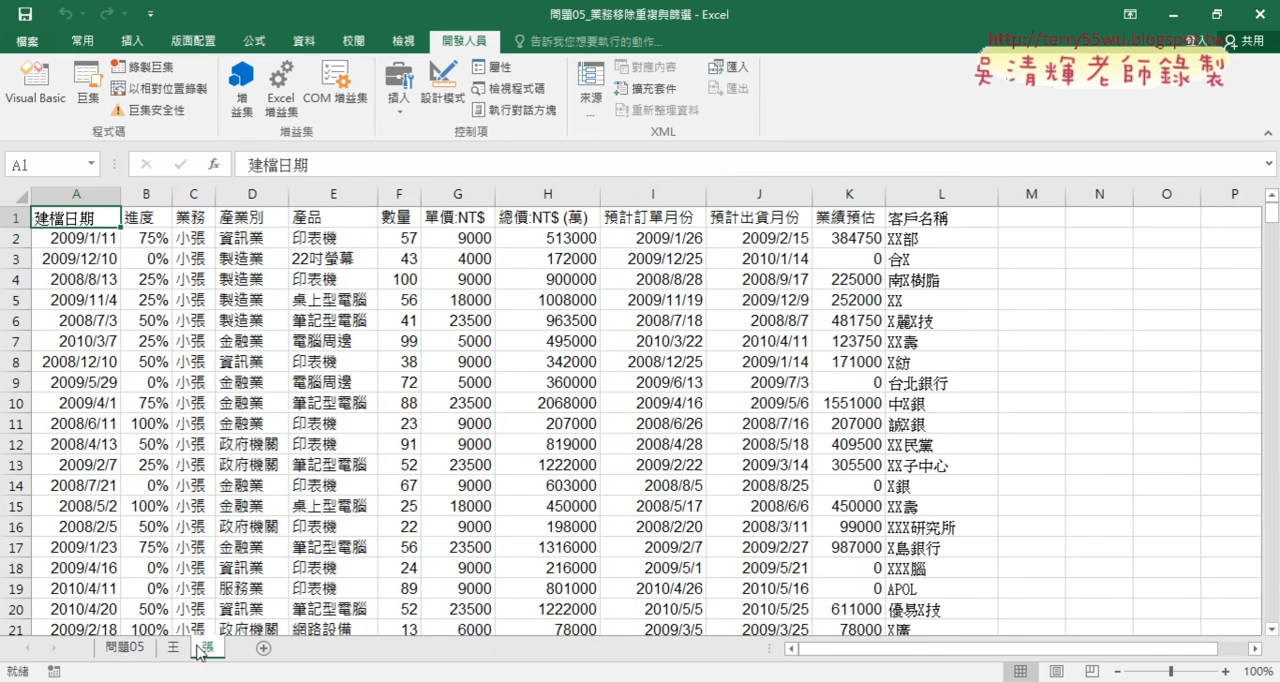 問題05_業務移除重複與篩選 - Excel
http://terry55wu.blogspot.tw
吳清輝老師錄製
檔案 常用 插入 版面配置 公式 資料 校閱 檢視 開發人員 告訴我您想要執行的動作... 共用
Visual Basic 巨集 錄製巨集 以相對位置錄製 巨集安全性 程式碼
增益集 Excel 增益集 COM 增益集 增益集
插入 設計模式 屬性 檢視程式碼 執行對話方塊 控制項
來源... 對應內容 擴充套件 重新整理資料 匯入 匯出 XML
A1 fx 建檔日期
A B C D E F G H I J K L M N O P
1 建檔日期 進度 業務 產業別 產品 數量 單價:NT$ 總價:NT$ (萬) 預計訂單月份 預計出貨月份 業績預估 客戶名稱
2 2009/1/11 75% 小張 資訊業 印表機 57 9000 513000 2009/1/26 2009/2/15 384750 XX部
3 2009/12/10 0% 小張 製造業 22吋螢幕 43 4000 172000 2009/12/25 2010/1/14 0 合X
4 2008/8/13 25% 小張 製造業 印表機 100 9000 900000 2008/8/28 2008/9/17 225000 南X樹脂
5 2009/11/4 25% 小張 製造業 桌上型電腦 56 18000 1008000 2009/11/19 2009/12/9 252000 XX
6 2008/7/3 50% 小張 製造業 筆記型電腦 41 23500 963500 2008/7/18 2008/8/7 481750 X麗X技
7 2010/3/7 25% 小張 金融業 電腦周邊 99 5000 495000 2010/3/22 2010/4/11 123750 XX壽
8 2008/12/10 50% 小張 資訊業 印表機 38 9000 342000 2008/12/25 2009/1/14 171000 X紡
9 2009/5/29 0% 小張 金融業 電腦周邊 72 5000 360000 2009/6/13 2009/7/3 0 台北銀行
10 2009/4/1 75% 小張 金融業 筆記型電腦 88 23500 2068000 2009/4/16 2009/5/6 1551000 中X銀
11 2008/6/11 100% 小張 金融業 印表機 23 9000 207000 2008/6/26 2008/7/16 207000 誠X銀
12 2008/4/13 50% 小張 政府機關 印表機 91 9000 819000 2008/4/28 2008/5/18 409500 XX民黨
13 2009/2/7 25% 小張 政府機關 筆記型電腦 52 23500 1222000 2009/2/22 2009/3/14 305500 XX子中心
14 2008/7/21 0% 小張 金融業 印表機 67 9000 603000 2008/8/5 2008/8/25 0 X銀
15 2008/5/2 100% 小張 金融業 桌上型電腦 25 18000 450000 2008/5/17 2008/6/6 450000 XX壽
16 2008/2/5 50% 小張 政府機關 印表機 22 9000 198000 2008/2/20 2008/3/11 99000 XXX研究所
17 2009/1/23 75% 小張 金融業 筆記型電腦 56 23500 1316000 2009/2/7 2009/2/27 987000 X島銀行
18 2009/4/16 0% 小張 資訊業 印表機 24 9000 216000 2009/5/1 2009/5/21 0 XXX腦
19 2010/4/11 0% 小張 服務業 印表機 89 9000 801000 2010/4/26 2010/5/16 0 APOL
20 2010/4/20 50% 小張 資訊業 筆記型電腦 52 23500 1222000 2010/5/5 2010/5/25 611000 優易X技
21 2009/2/18 100% 小張 政府機關 網路設備 13 6000 78000 2009/3/5 2009/3/25 78000 X廣
問題05 王 張
就緒 100%